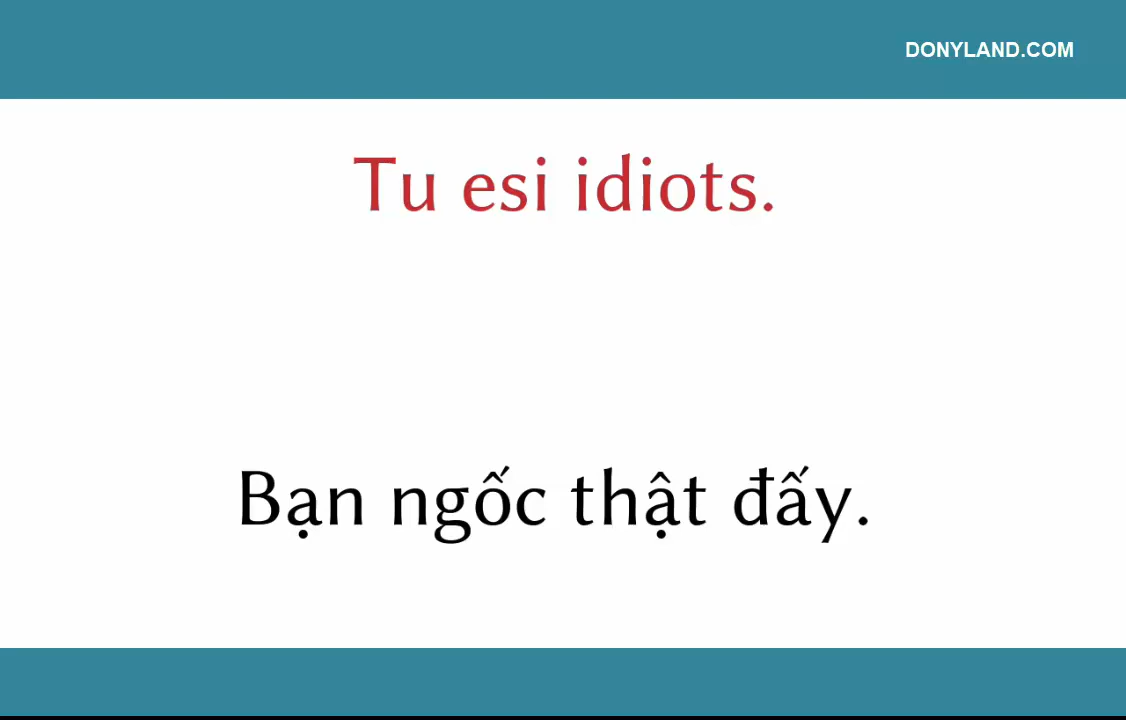 DONYLAND.COM
Tu esi idiots.
Bạn ngốc thật đấy.